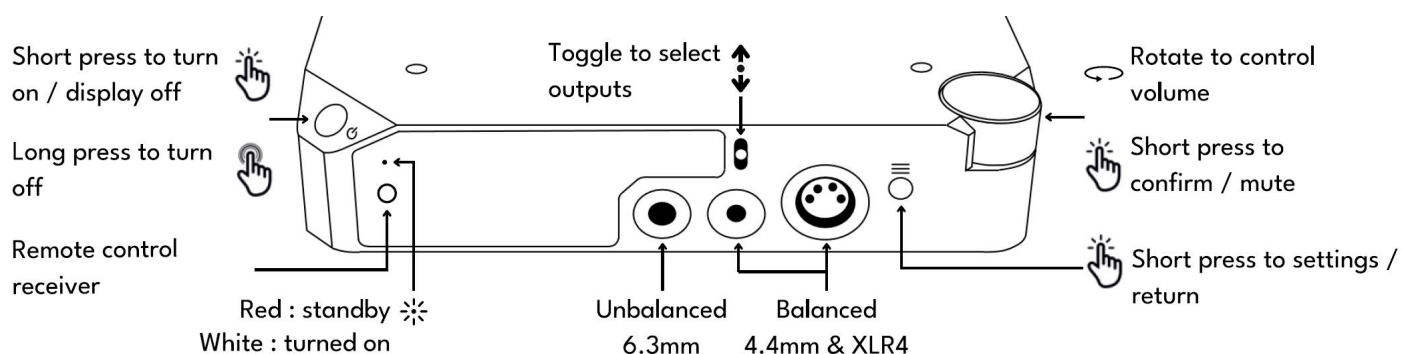 Short press to turn
on / display off
Long press to turn
off
Remote control
receiver
Red : standby
White : turned on
Toggle to select
outputs
Unbalanced
6.3mm
Balanced
4.4mm & XLR4
Rotate to control
volume
Short press to
confirm / mute
Short press to settings /
return